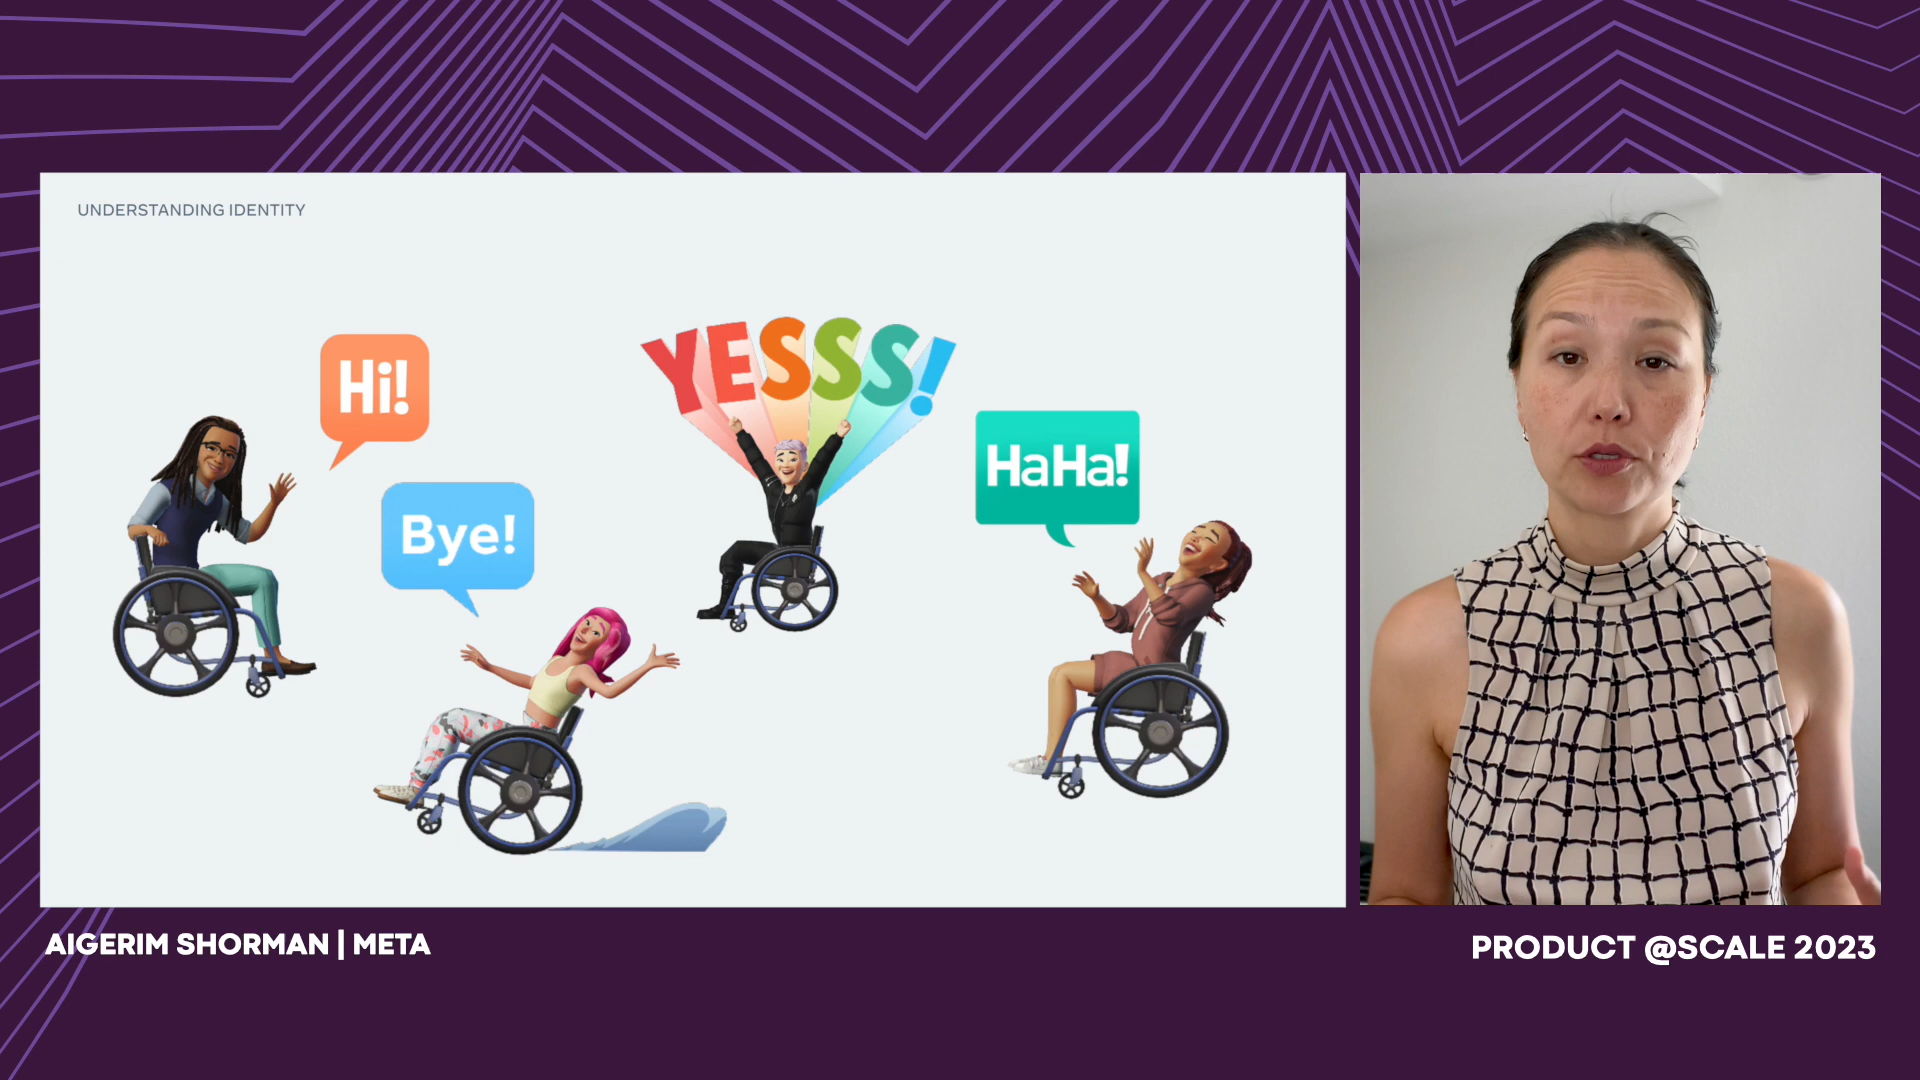 UNDERSTANDING IDENTITY
Hi!
Bye!
YESSS!
HaHa!
AIGERIM SHORMAN | META
PRODUCT @SCALE 2023